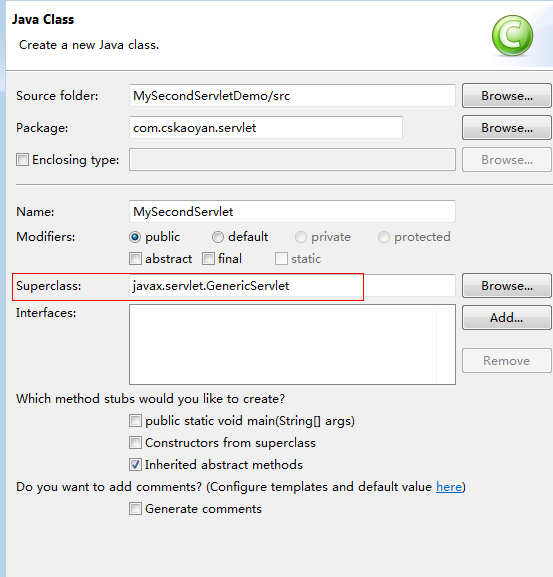 Java Class
Create a new Java class.
C
Source folder: MySecondServletDemo/src Browse...
Package: com.cskaoyan.servlet Browse...
Enclosing type: Browse...
Name: MySecondServlet
Modifiers: public default private protected
abstract final static
Superclass: javax.servlet.GenericServlet Browse...
Interfaces: Add...
Remove
Which method stubs would you like to create?
public static void main(String[] args)
Constructors from superclass
Inherited abstract methods
Do you want to add comments? (Configure templates and default value here)
Generate comments